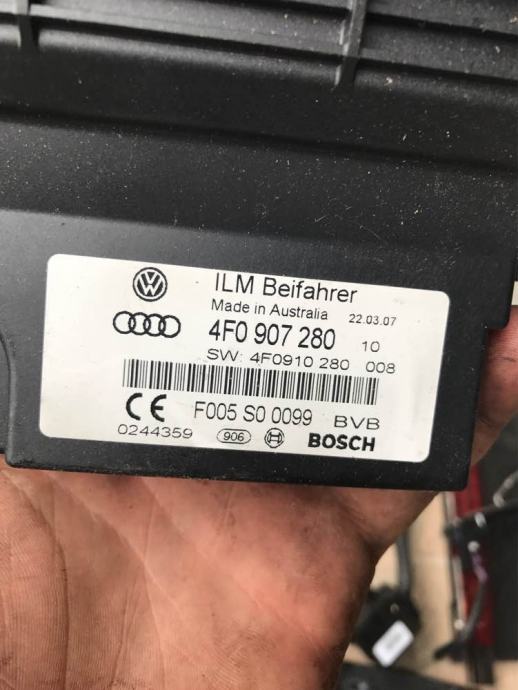 ILM Beifahrer
Made in Australia 22.03.07
4F0 907 280 10
SW: 4F0910 280 008
CE F005 S0 0099 BVB
0244359 906 BOSCH